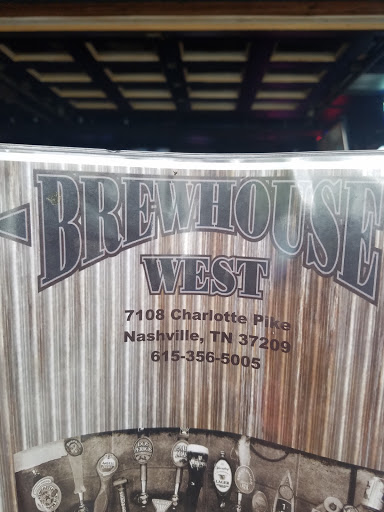 BREWHOUSE
WEST
7108 Charlotte Pike
Nashville, TN 37209
615-356-5005